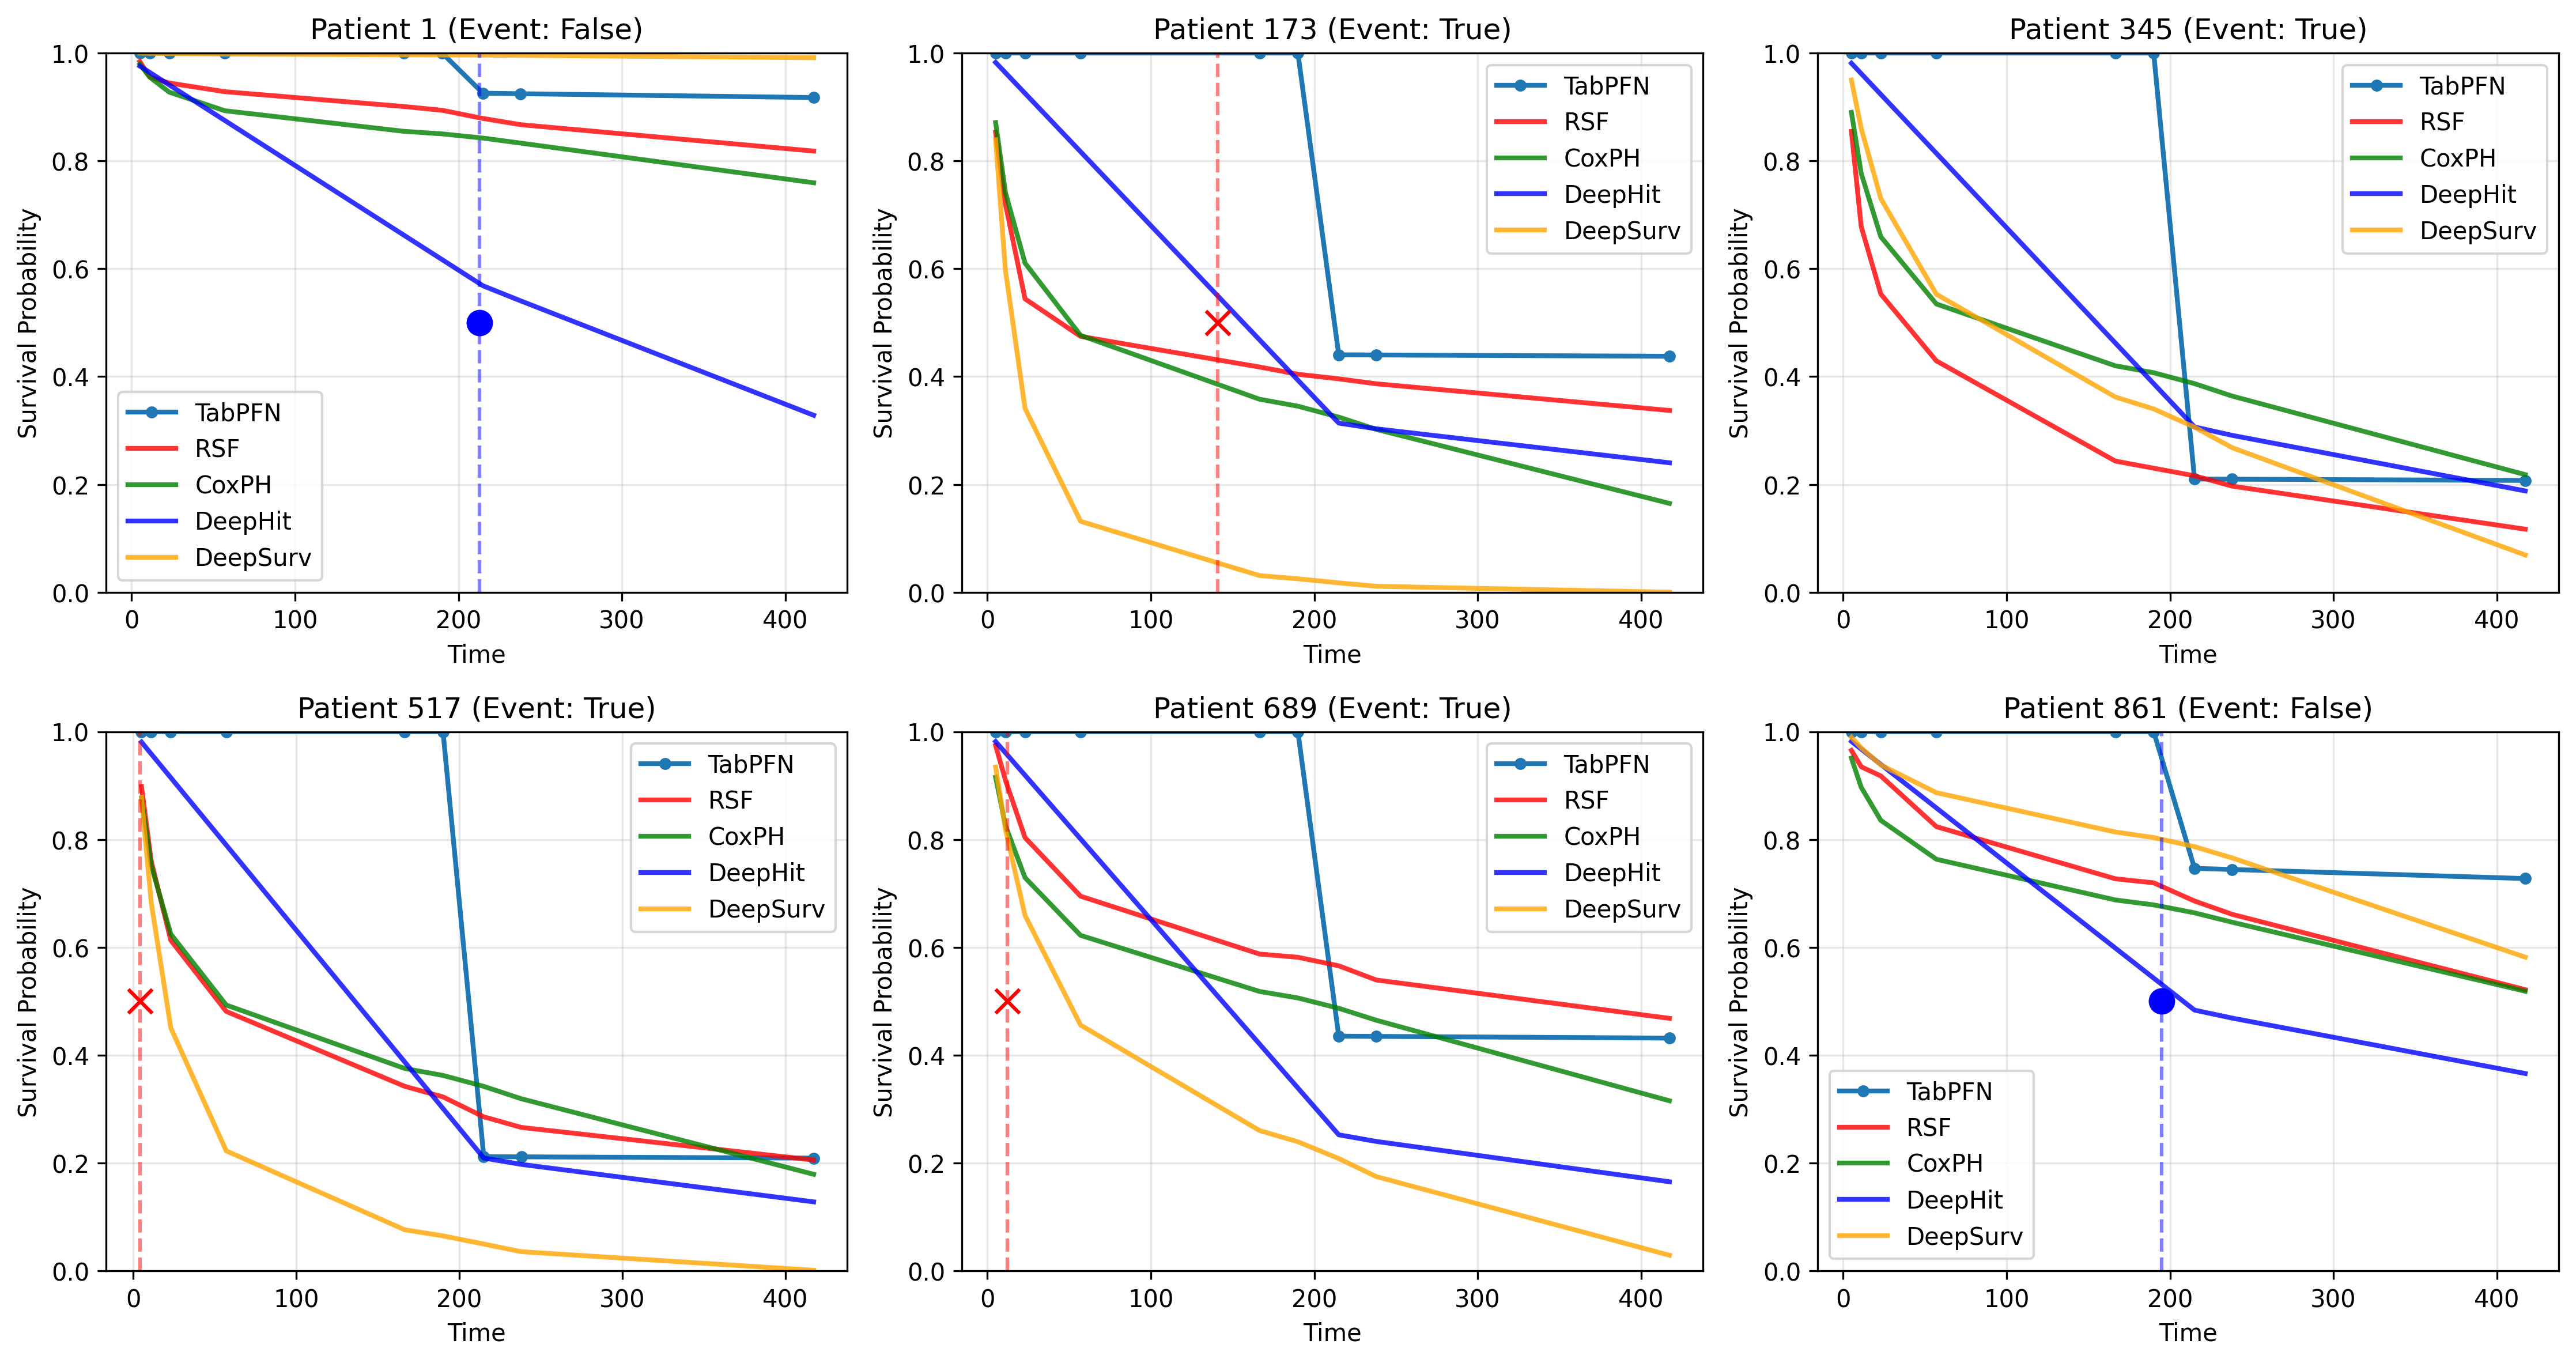 Patient 1 (Event: False)
1.0
0.8
0.6
0.4
0.2
0.0
Survival Probability
TabPFN
RSF
CoxPH
DeepHit
DeepSurv
0 100 200 300 400
Time
Patient 173 (Event: True)
1.0
0.8
0.6
0.4
0.2
0.0
Survival Probability
TabPFN
RSF
CoxPH
DeepHit
DeepSurv
0 100 200 300 400
Time
Patient 345 (Event: True)
1.0
0.8
0.6
0.4
0.2
0.0
Survival Probability
TabPFN
RSF
CoxPH
DeepHit
DeepSurv
0 100 200 300 400
Time
Patient 517 (Event: True)
1.0
0.8
0.6
0.4
0.2
0.0
Survival Probability
TabPFN
RSF
CoxPH
DeepHit
DeepSurv
0 100 200 300 400
Time
Patient 689 (Event: True)
1.0
0.8
0.6
0.4
0.2
0.0
Survival Probability
TabPFN
RSF
CoxPH
DeepHit
DeepSurv
0 100 200 300 400
Time
Patient 861 (Event: False)
1.0
0.8
0.6
0.4
0.2
0.0
Survival Probability
TabPFN
RSF
CoxPH
DeepHit
DeepSurv
0 100 200 300 400
Time